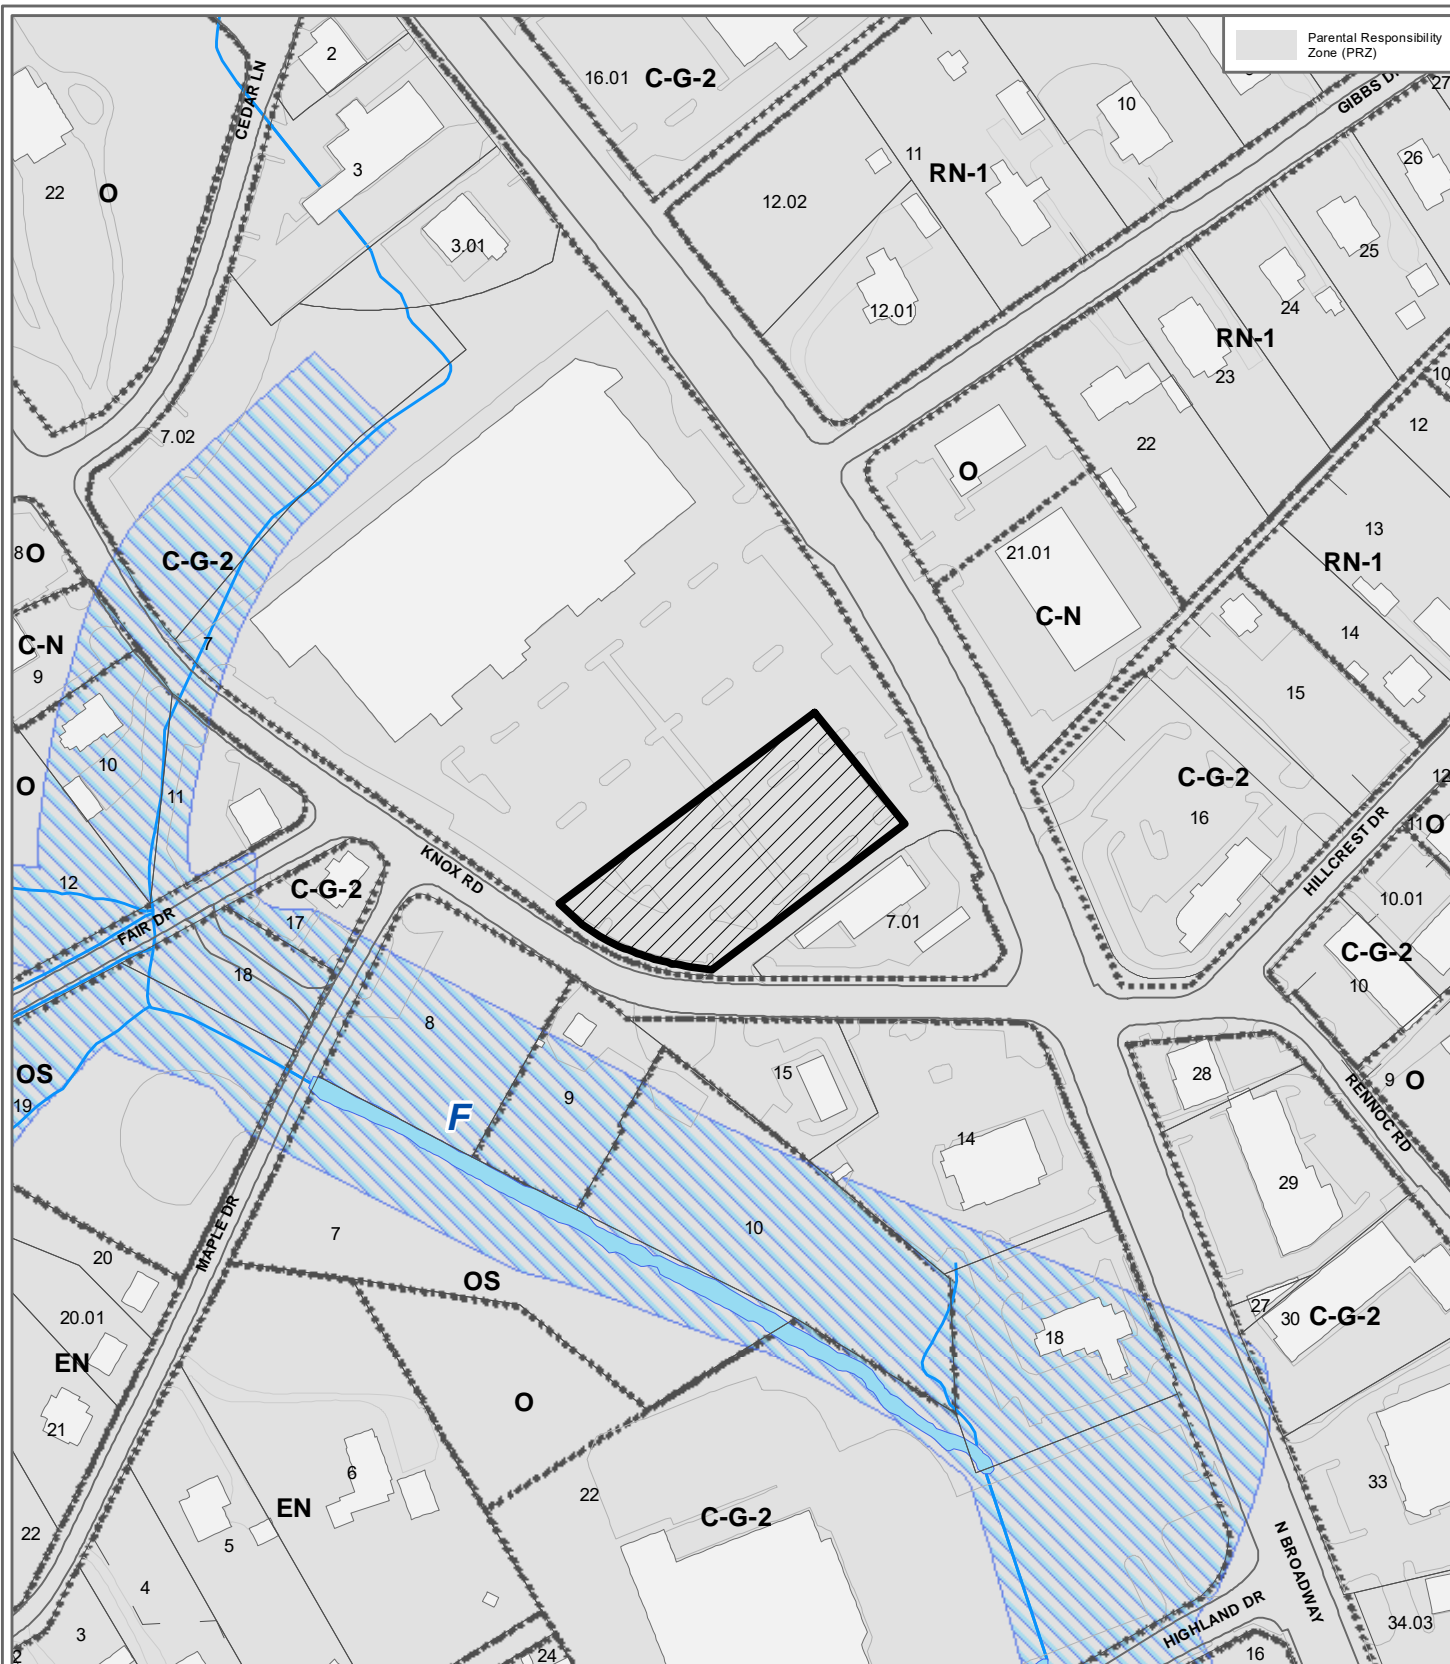 Parental Responsibility
Zone (PRZ)
2
16.01
C-G-2
CEDAR LN
GIBBS D
27
10
3
11
RN-1
26
22
O
12.02
3.01
25
12.01
24
RN-1
23
10
12
7.02
22
O
13
8
O
C-G-2
21.01
RN-1
C-N
C-N
14
7
9
15
10
O
11
C-G-2
12
16
11
O
KNOX RD
HILLCREST DR
12
C-G-2
10.01
17
7.01
FAIR DR
C-G-2
18
10
8
OS
15
28
9
O
19
9
RENNOC RD
F
14
29
MAPLE DR
7
10
20
OS
27
20.01
30
C-G-2
18
EN
O
21
6
33
22
EN
C-G-2
22
5
N BROADWAY
4
HIGHLAND DR
34.03
3
2
24
16